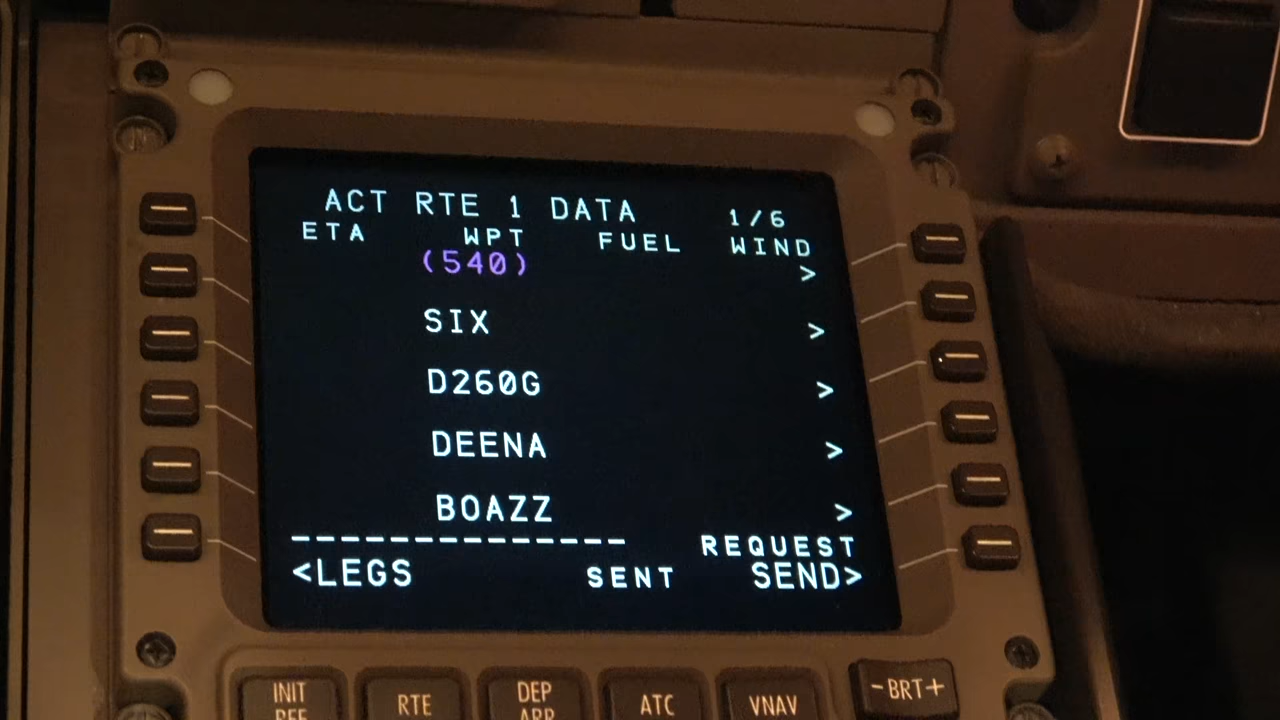 ACT RTE 1 DATA 1/6
ETA WPT FUEL WIND
(540) >
SIX >
D260G >
DEENA >
BOAZZ >
-------------- REQUEST
<LEGS SENT SEND>
INIT REF RTE DEP ARR ATC VNAV -BRT+